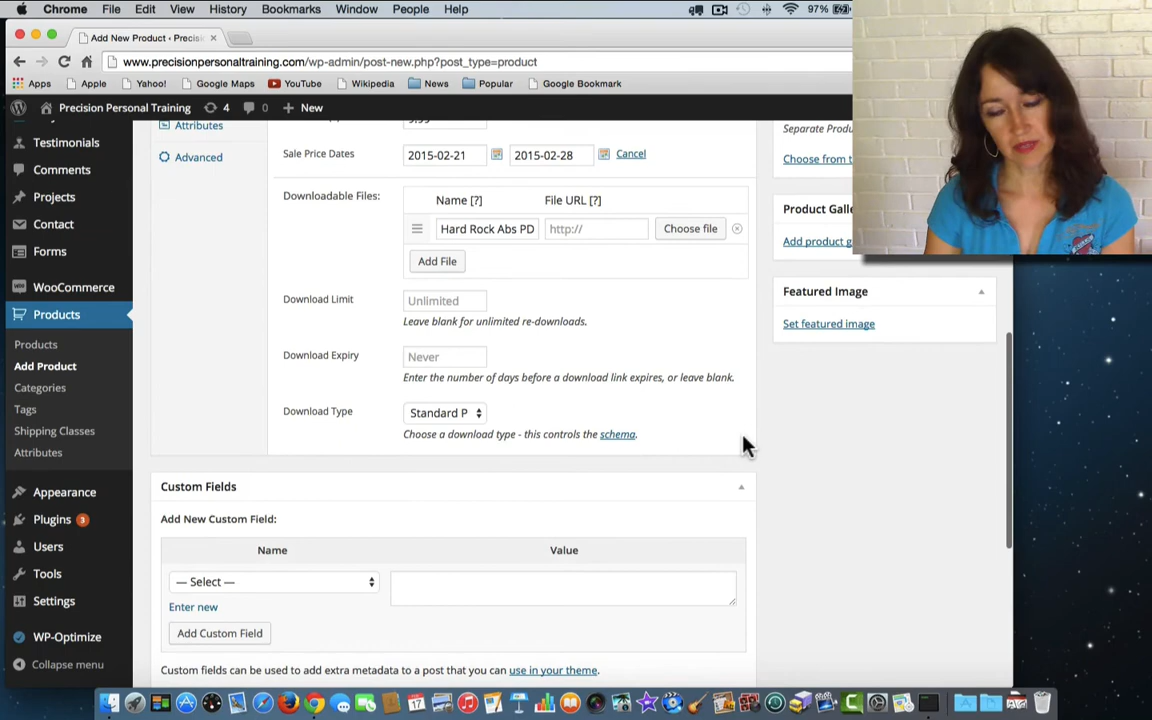 Chrome File Edit View History Bookmarks Window People Help 97%
Add New Product ‹ Precisi
www.precisionpersonaltraining.com/wp-admin/post-new.php?post_type=product
Apps Apple Yahoo! Google Maps YouTube Wikipedia News Popular Google Bookmark
Precision Personal Training 4 0 New
Testimonials
Comments
Projects
Contact
Forms
WooCommerce
Products
Products
Add Product
Categories
Tags
Shipping Classes
Attributes
Appearance
Plugins 3
Users
Tools
Settings
WP-Optimize
Collapse menu
Attributes
Advanced
Sale Price Dates 2015-02-21 2015-02-28 Cancel
Downloadable Files: Name [?] File URL [?]
Hard Rock Abs PD http:// Choose file
Add File
Download Limit Unlimited
Leave blank for unlimited re-downloads.
Download Expiry Never
Enter the number of days before a download link expires, or leave blank.
Download Type Standard P
Choose a download type - this controls the schema.
Custom Fields
Add New Custom Field:
Name Value
— Select —
Enter new
Add Custom Field
Custom fields can be used to add extra metadata to a post that you can use in your theme.
Separate Produ
Choose from t
Product Galle
Add product g
Featured Image
Set featured image